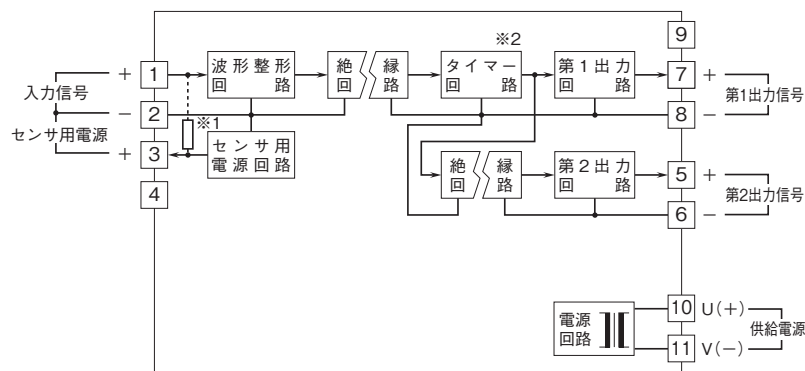 入力信号
センサ用電源
+
−
+
1
2
3
4
※1
波形整形
回路
センサ用
電源回路
絶縁
回路
※2
タイマー
回路
第1出力
回路
絶縁
回路
第2出力
回路
9
7
+
8
−
第1出力信号
5
+
6
−
第2出力信号
電源
回路
10
U(+)
11
V(−)
供給電源